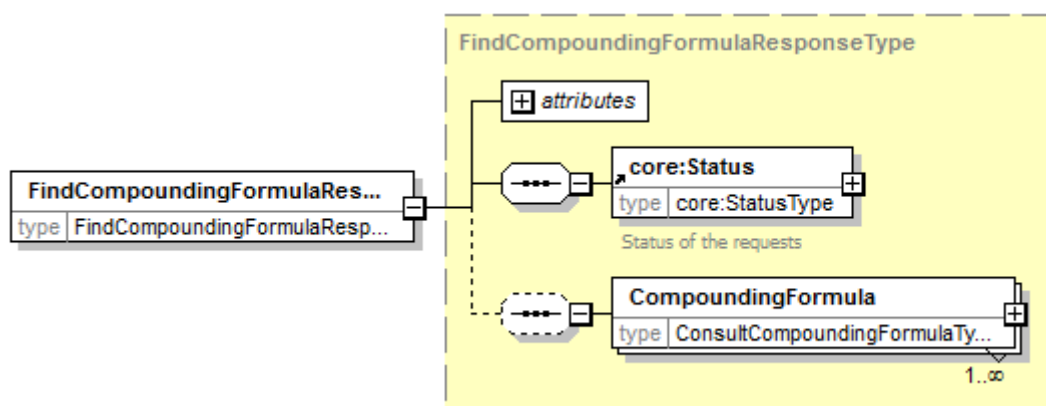 FindCompoundingFormulaResponseType
attributes
FindCompoundingFormulaRes...
type FindCompoundingFormulaResp...
core:Status
type core:StatusType
Status of the requests
CompoundingFormula
type ConsultCompoundingFormulaTy...
1..∞